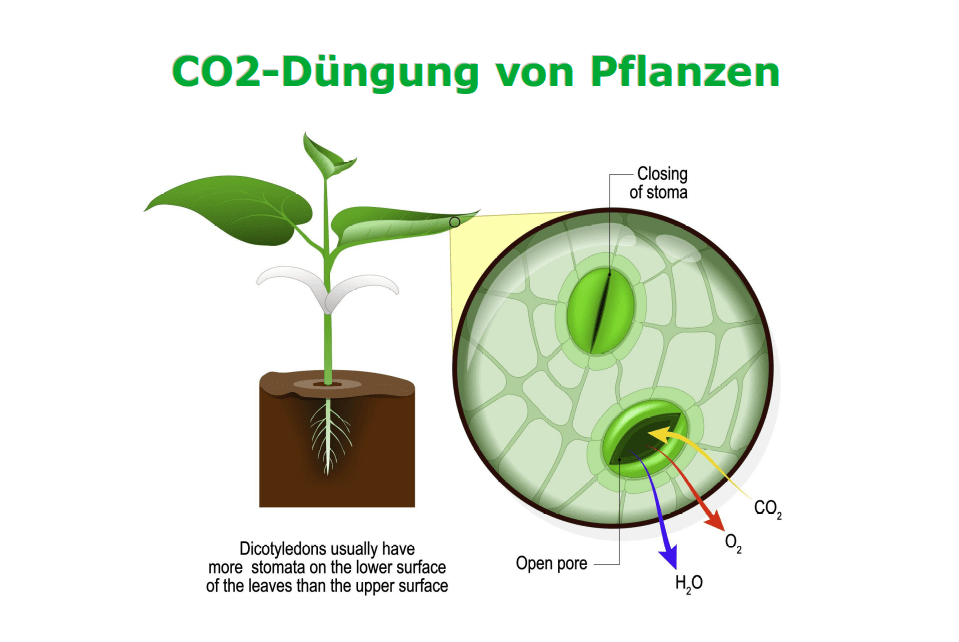 CO2-Düngung von Pflanzen
Closing
of stoma
CO₂
O₂
Open pore
H₂O
Dicotyledons usually have
more stomata on the lower surface
of the leaves than the upper surface